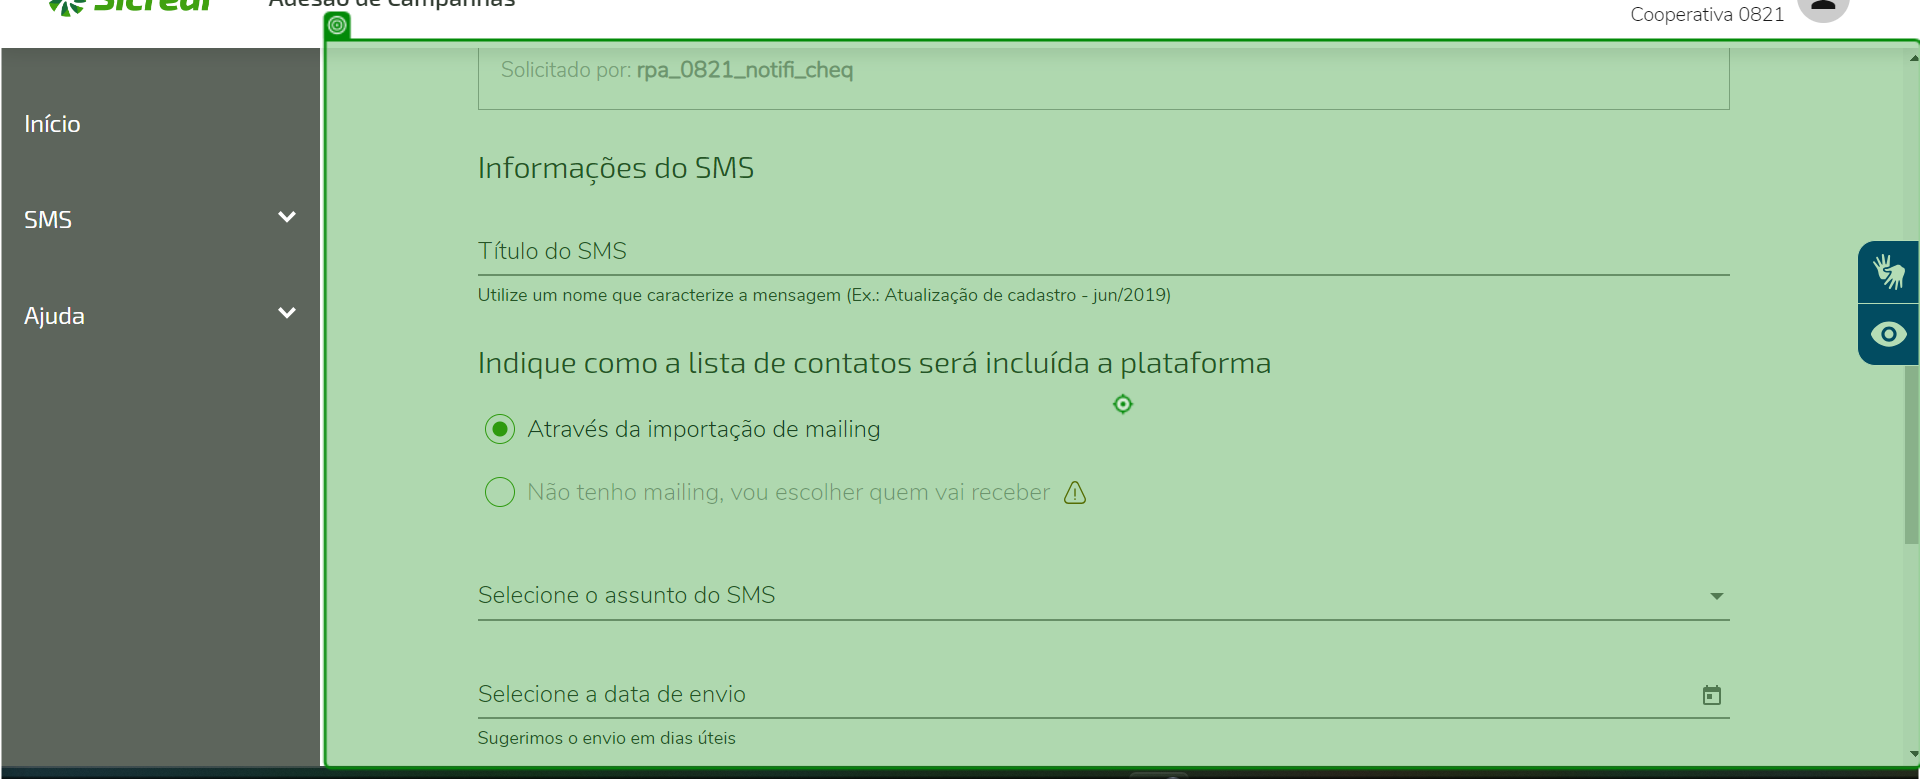 Sicredi
Adesão de Campanhas
Cooperativa 0821
Início
SMS
Ajuda
Solicitado por: rpa_0821_notifi_cheq
Informações do SMS
Título do SMS
Utilize um nome que caracterize a mensagem (Ex.: Atualização de cadastro - jun/2019)
Indique como a lista de contatos será incluída a plataforma
Através da importação de mailing
Não tenho mailing, vou escolher quem vai receber
Selecione o assunto do SMS
Selecione a data de envio
Sugerimos o envio em dias úteis